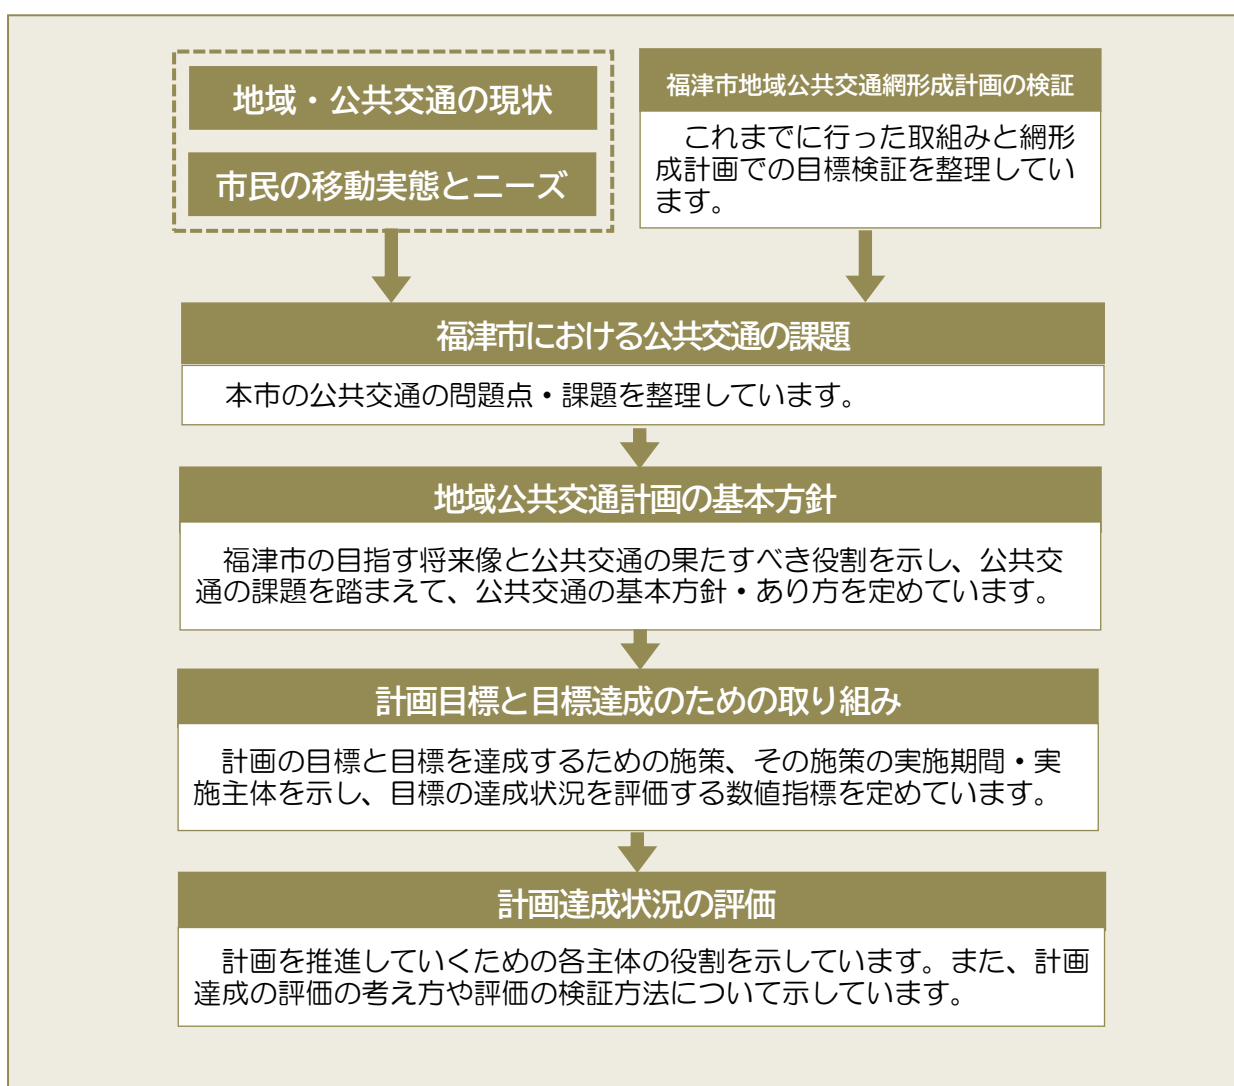 地域・公共交通の現状
市民の移動実態とニーズ
福津市地域公共交通網形成計画の検証
これまでに行った取組みと網形
成計画での目標検証を整理してい
ます。
福津市における公共交通の課題
本市の公共交通の問題点・課題を整理しています。
地域公共交通計画の基本方針
福津市の目指す将来像と公共交通の果たすべき役割を示し、公共交
通の課題を踏まえて、公共交通の基本方針・あり方を定めています。
計画目標と目標達成のための取り組み
計画の目標と目標を達成するための施策、その施策の実施期間・実
施主体を示し、目標の達成状況を評価する数値指標を定めています。
計画達成状況の評価
計画を推進していくための各主体の役割を示しています。また、計画
達成の評価の考え方や評価の検証方法について示しています。